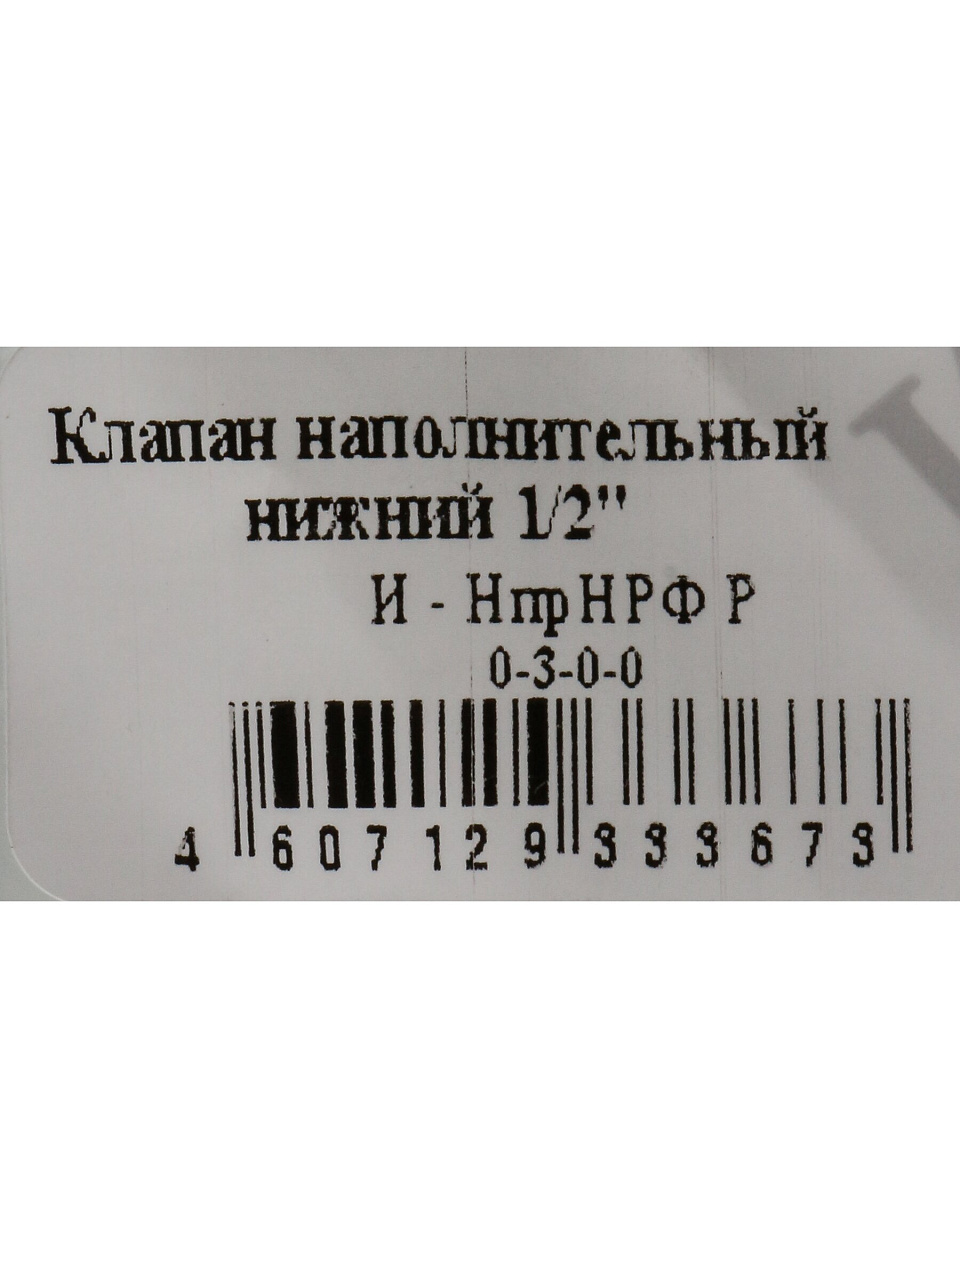 Клапан наполнительный
нижний 1/2"
И - НпрНРФ Р
0-3-0-0
4 607129 333673